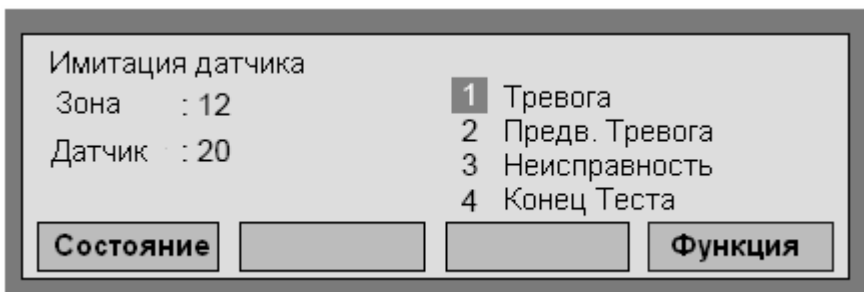 Имитация датчика
Зона : 12
Датчик : 20
1 Тревога
2 Предв. Тревога
3 Неисправность
4 Конец Теста
Состояние
Функция